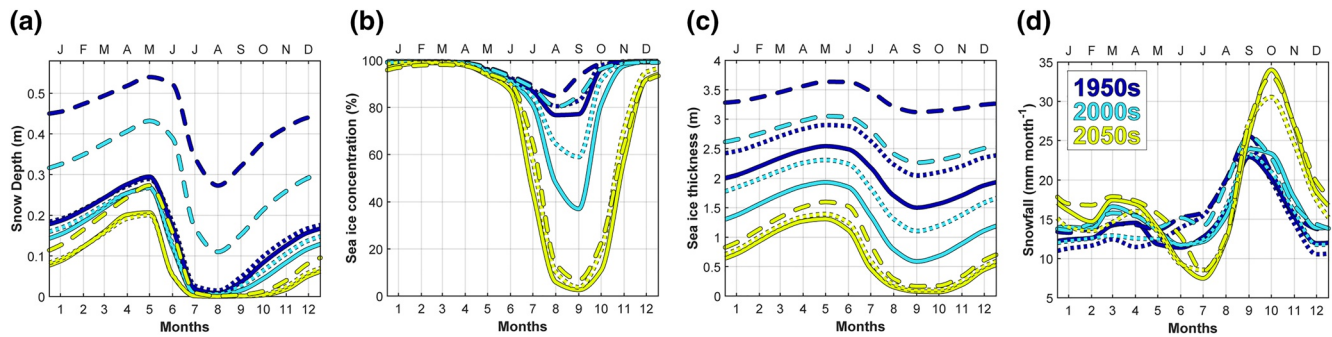 (a)
J F M A M J J A S O N D
Snow Depth (m)
0.5
0.4
0.3
0.2
0.1
0
1 2 3 4 5 6 7 8 9 10 11 12
Months
(b)
J F M A M J J A S O N D
Sea ice concentration (%)
100
80
60
40
20
0
1 2 3 4 5 6 7 8 9 10 11 12
Months
(c)
J F M A M J J A S O N D
Sea ice thickness (m)
4
3.5
3
2.5
2
1.5
1
0.5
0
1 2 3 4 5 6 7 8 9 10 11 12
Months
(d)
J F M A M J J A S O N D
Snowfall (mm month⁻¹)
35
30
25
20
15
10
5
1950s
2000s
2050s
1 2 3 4 5 6 7 8 9 10 11 12
Months